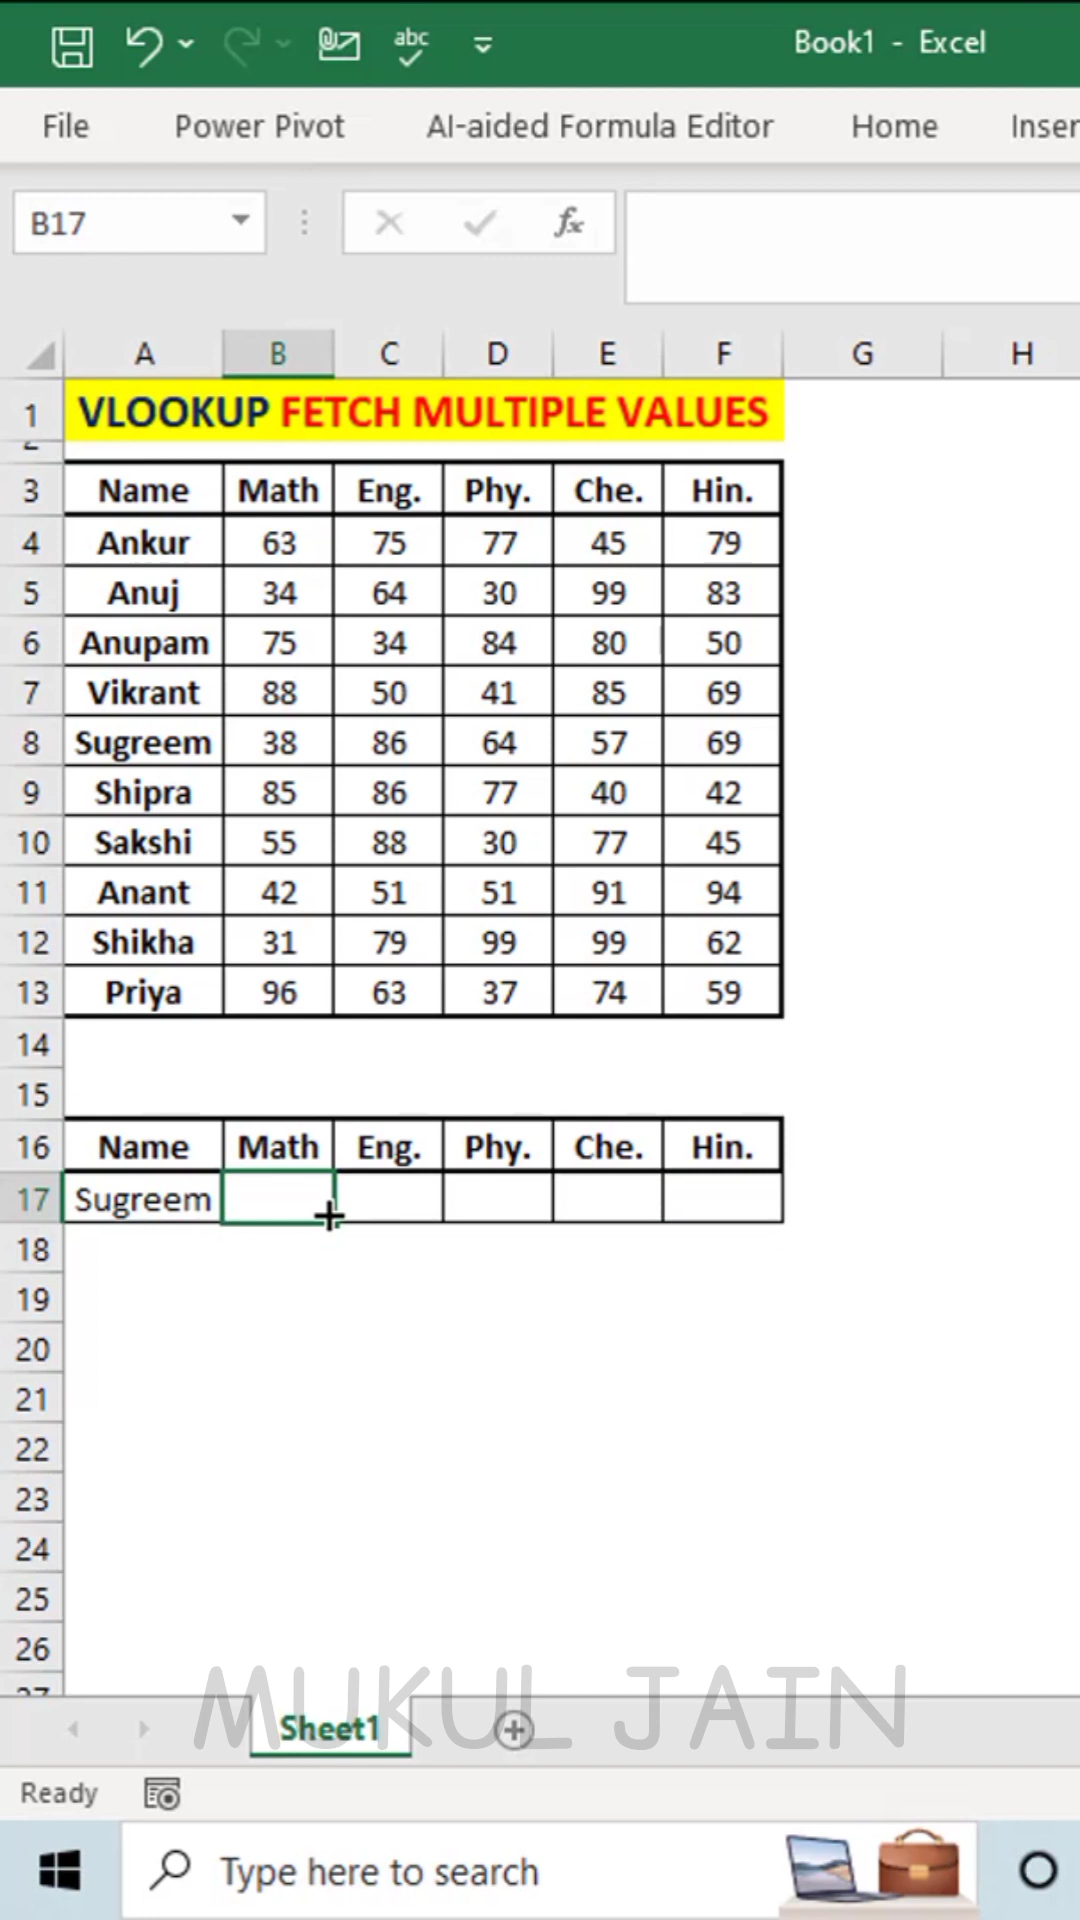 abc
Book1 - Excel
File Power Pivot AI-aided Formula Editor Home
B17 fx
A B C D E F G H
1 VLOOKUP FETCH MULTIPLE VALUES
3 Name Math Eng. Phy. Che. Hin.
4 Ankur 63 75 77 45 79
5 Anuj 34 64 30 99 83
6 Anupam 75 34 84 80 50
7 Vikrant 88 50 41 85 69
8 Sugreem 38 86 64 57 69
9 Shipra 85 86 77 40 42
10 Sakshi 55 88 30 77 45
11 Anant 42 51 51 91 94
12 Shikha 31 79 99 99 62
13 Priya 96 63 37 74 59
14
15
16 Name Math Eng. Phy. Che. Hin.
17 Sugreem
18
19
20
21
22
23
24
25
26
MUKUL JAIN
Sheet1
Ready
Type here to search